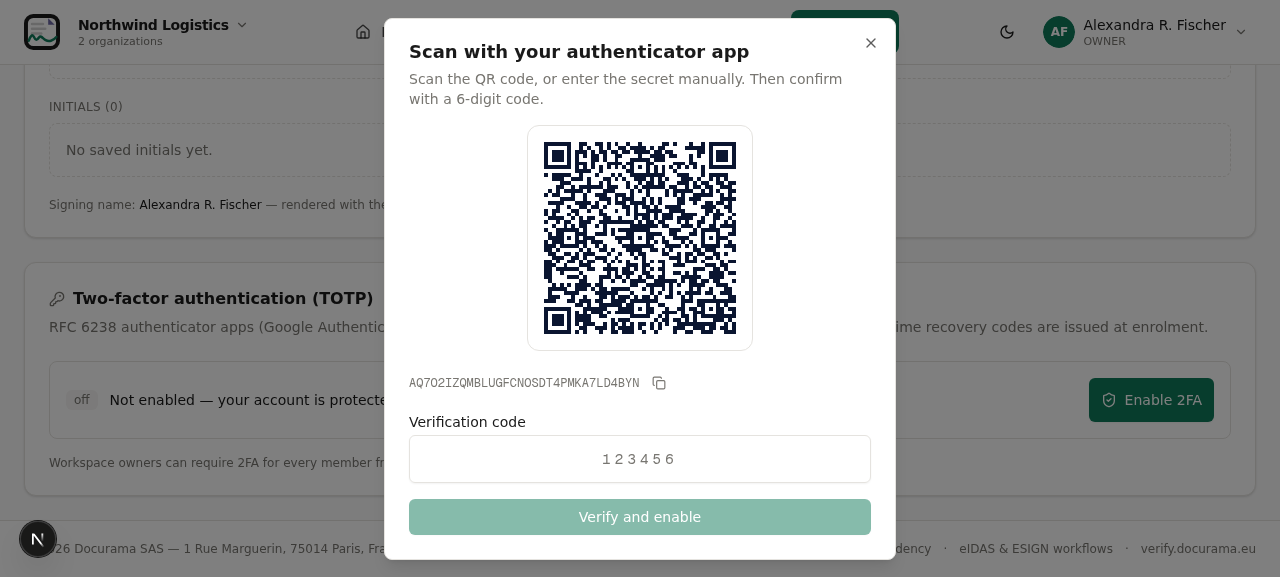 Northwind Logistics
2 organizations
Alexandra R. Fischer
AF
OWNER
Scan with your authenticator app
Scan the QR code, or enter the secret manually. Then confirm
with a 6-digit code.
INITIALS (0)
No saved initials yet.
Signing name: Alexandra R. Fischer — rendered with the
Two-factor authentication (TOTP)
RFC 6238 authenticator apps (Google Authentic
ime recovery codes are issued at enrolment.
AQ7O2IZQMBLUGFCNOSDT4PMKA7LD4BYN
off
Not enabled — your account is protecte
Enable 2FA
Verification code
123456
Workspace owners can require 2FA for every member fr
Verify and enable
N
26 Docurama SAS — 1 Rue Marguerin, 75014 Paris, Fra
dency · eIDAS & ESIGN workflows · verify.docurama.eu